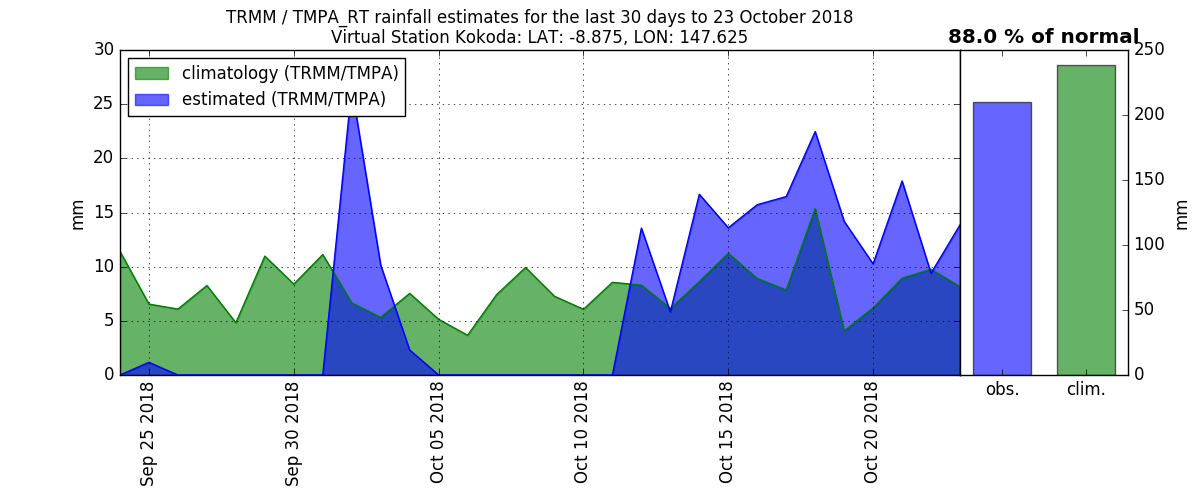 TRMM / TMPA_RT rainfall estimates for the last 30 days to 23 October 2018
Virtual Station Kokoda: LAT: -8.875, LON: 147.625
88.0 % of normal
climatology (TRMM/TMPA)
estimated (TRMM/TMPA)
30
25
20
15
10
5
0
mm
Sep 25 2018
Sep 30 2018
Oct 05 2018
Oct 10 2018
Oct 15 2018
Oct 20 2018
250
200
150
100
50
0
mm
obs.
clim.